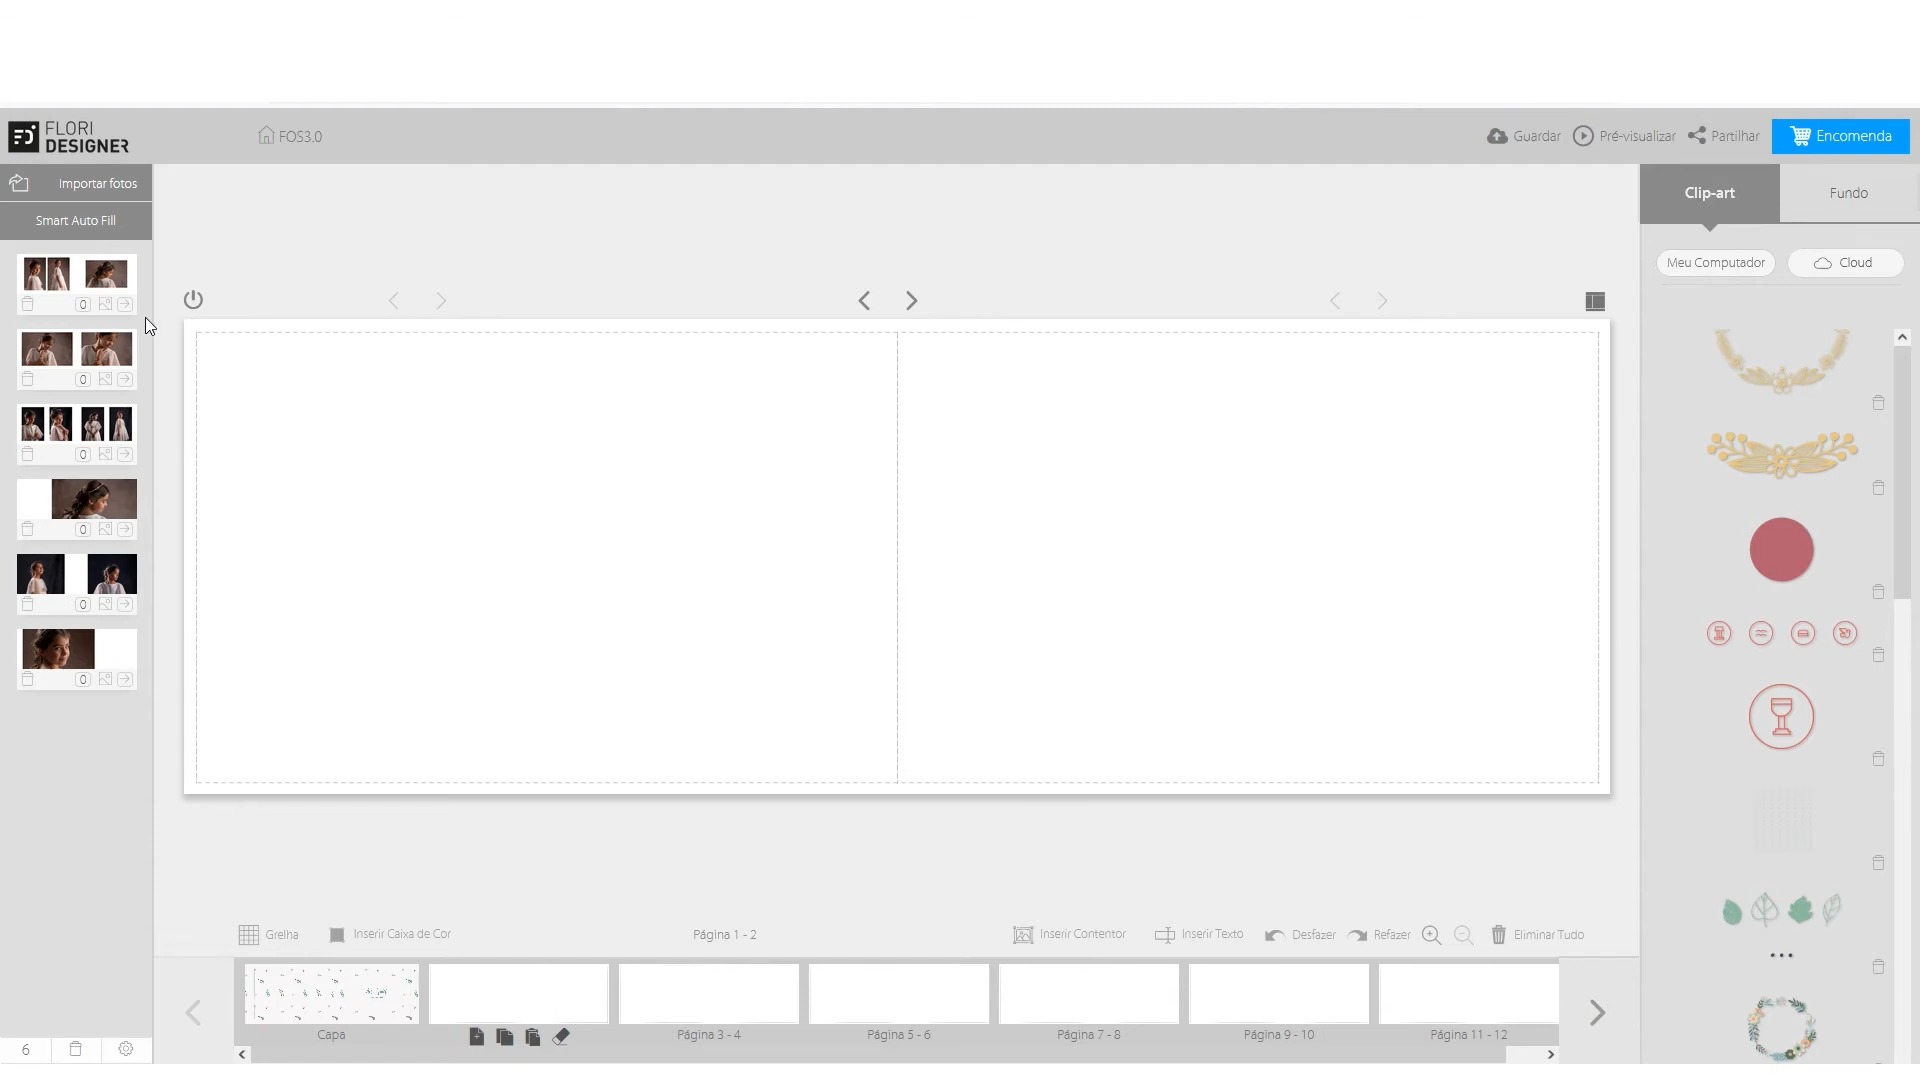 FLORI
DESIGNER
FOS3.0
Guardar
Pré-visualizar
Partilhar
Encomenda
Importar fotos
Smart Auto Fill
Clip-art
Fundo
Meu Computador
Cloud
0
0
0
0
0
0
Grelha
Inserir Caixa de Cor
Página 1 - 2
Inserir Contentor
Inserir Texto
Desfazer
Refazer
Eliminar Tudo
Capa
Página 3 - 4
Página 5 - 6
Página 7 - 8
Página 9 - 10
Página 11 - 12
6